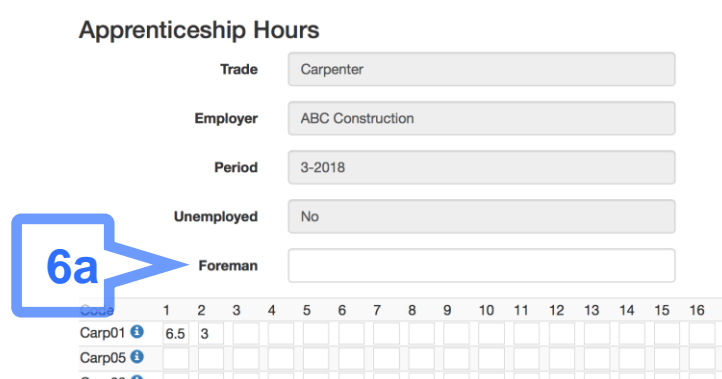 Apprenticeship Hours
Trade Carpenter
Employer ABC Construction
Period 3-2018
Unemployed No
6a
Foreman
1 2 3 4 5 6 7 8 9 10 11 12 13 14 15 16
Carp01 6.5 3
Carp05